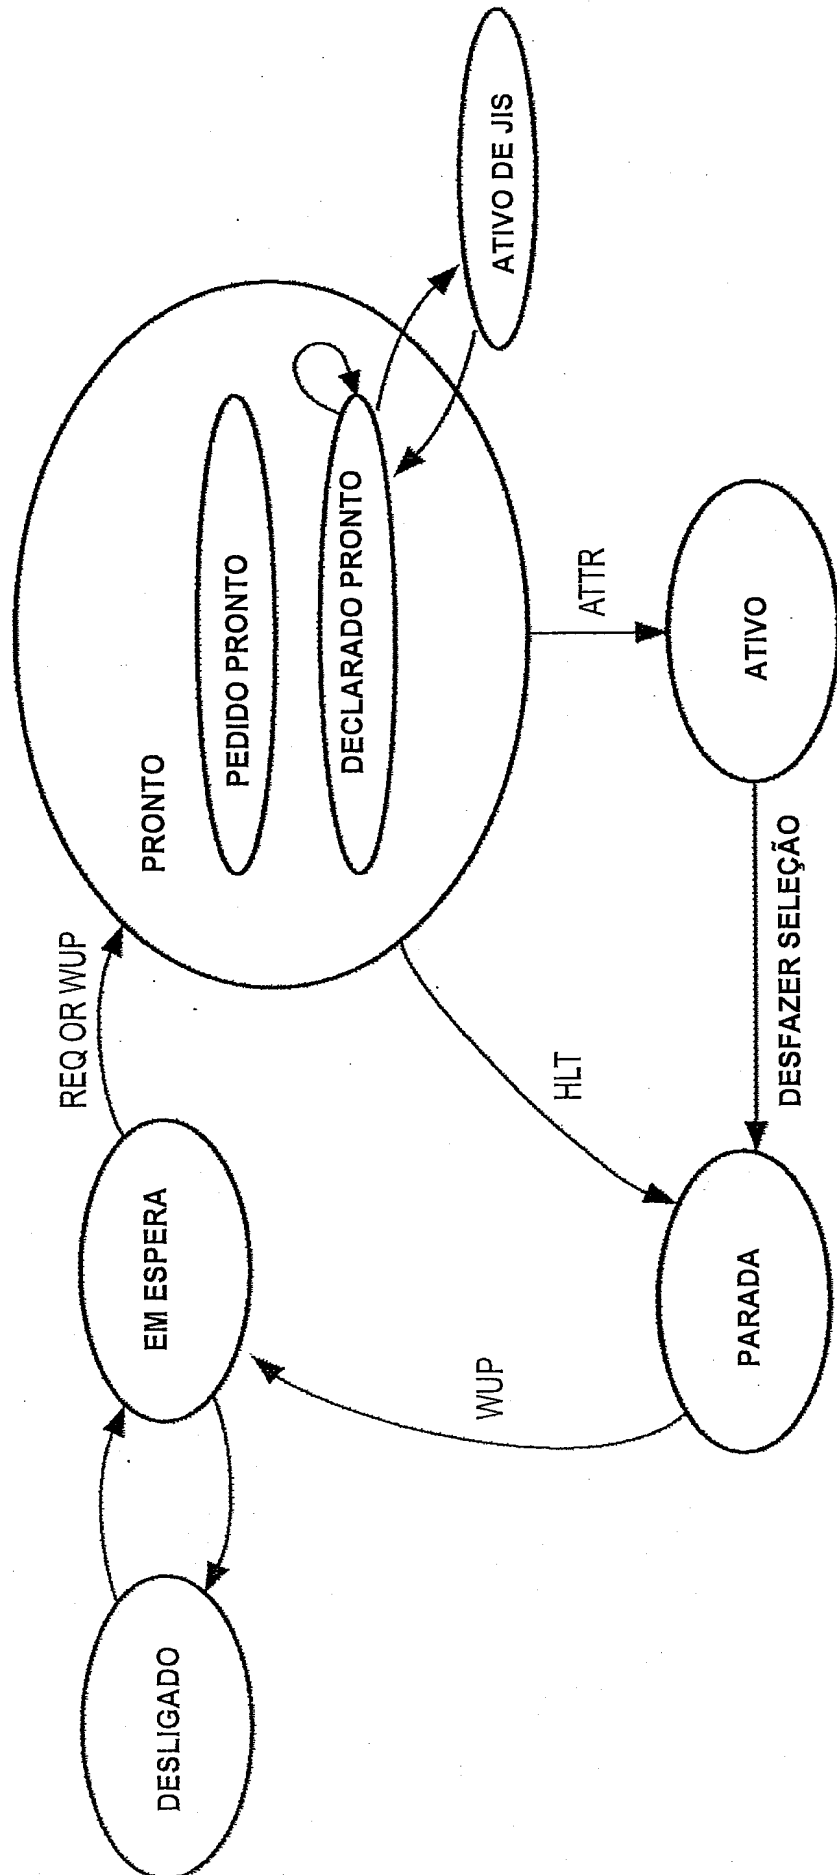 DESLIGADO
EM ESPERA
REQ OR WUP
PRONTO
PEDIDO PRONTO
DECLARADO PRONTO
ATIVO DE JIS
WUP
HLT
ATTR
PARADA
DESFAZER SELEÇÃO
ATIVO